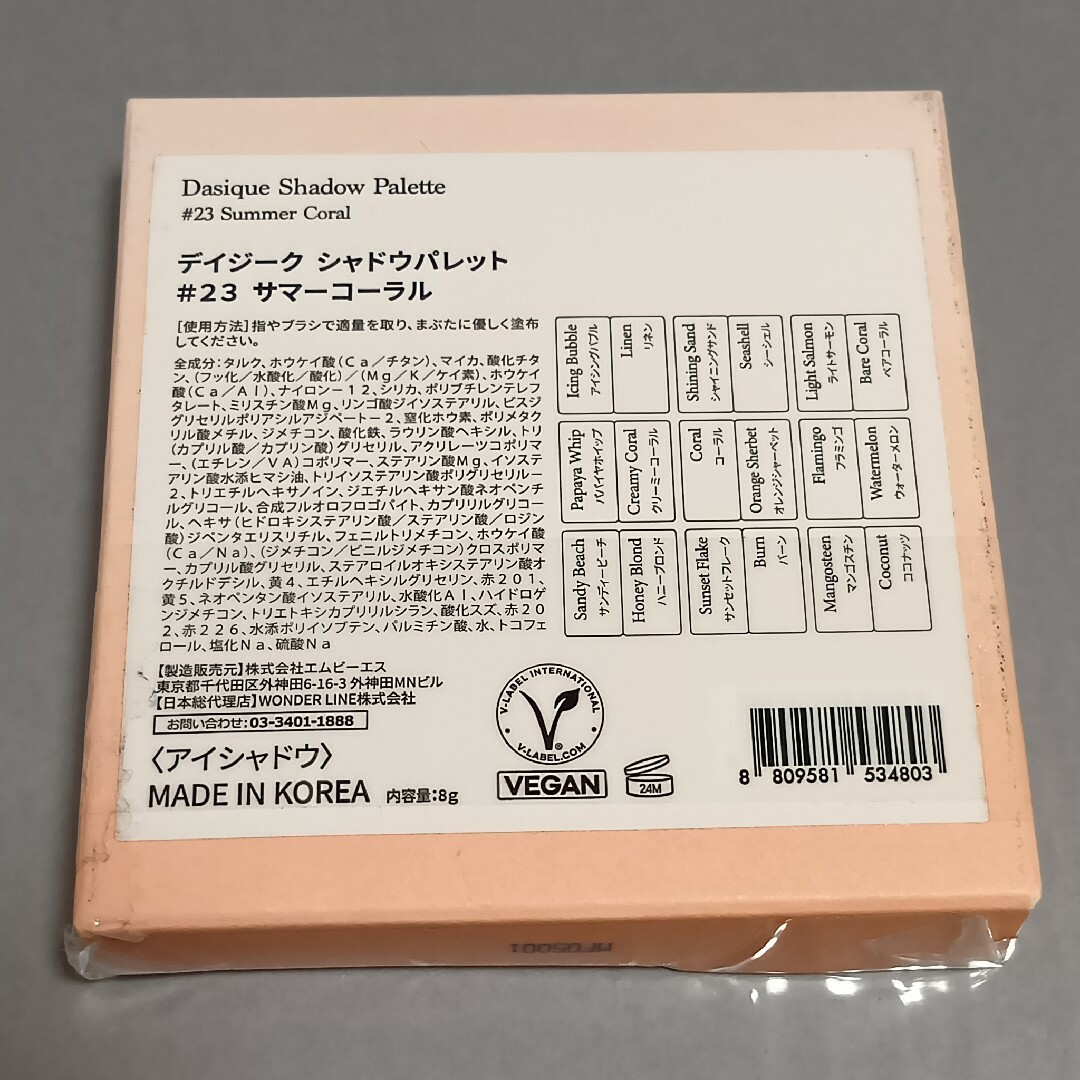 Dasique Shadow Palette
#23 Summer Coral
デイジーク シャドウパレット
#23 サマーコーラル
[使用方法]指やブラシで適量を取り、まぶたに優しく塗布
してください。
全成分:タルク、ホウケイ酸(Ca/チタン)、マイカ、酸化チタ
ン、(フッ化/水酸化/酸化)/(Mg/K/ケイ素)、ホウケイ
酸(Ca/Al)、ナイロン-12、シリカ、ポリブチレンテレフ
タレート、ミリスチン酸Mg、リンゴ酸ジイソステアリル、ビスジ
グリセリルポリアシルアジペート-2、窒化ホウ素、ポリメタク
リル酸メチル、ジメチコン、酸化鉄、ラウリン酸ヘキシル、トリ
(カプリル酸/カプリン酸)グリセリル、アクリレーツコポリマ
ー、(エチレン/VA)コポリマー、ステアリン酸Mg、イソステ
アリン酸水添ヒマシ油、トリイソステアリン酸ポリグリセリル-
2、トリエチルヘキサノイン、ジエチルヘキサン酸ネオペンチ
ルグリコール、合成フルオロフロゴパイト、カプリリルグリコー
ル、ヘキサ(ヒドロキシステアリン酸/ステアリン酸/ロジン
酸)ジペンタエリスリチル、フェニルトリメチコン、ホウケイ酸
(Ca/Na)、(ジメチコン/ビニルジメチコン)クロスポリマ
ー、カプリル酸グリセリル、ステアロイルオキシステアリン酸オ
クチルドデシル、黄4、エチルヘキシルグリセリン、赤201、
黄5、ネオペンタン酸イソステアリル、水酸化Al、ハイドロゲ
ンジメチコン、トリエトキシカプリリルシラン、酸化スズ、赤20
2、赤226、水添ポリイソブテン、パルミチン酸、水、トコフェ
ロール、塩化Na、硫酸Na
【製造販売元】株式会社エムビーエス
東京都千代田区外神田6-16-3 外神田MNビル
【日本総代理店】WONDER LINE株式会社
お問い合わせ:03-3401-1888
〈アイシャドウ〉
MADE IN KOREA 内容量:8g
Icing Bubble
アイシングバブル
Linen
リネン
Shining Sand
シャイニングサンド
Seashell
シーシェル
Light Salmon
ライトサーモン
Bare Coral
ベアコーラル
Papaya Whip
パパイヤホイップ
Creamy Coral
クリーミーコーラル
Coral
コーラル
Orange Sherbet
オレンジシャーベット
Flamingo
フラミンゴ
Watermelon
ウォーターメロン
Sandy Beach
サンディービーチ
Honey Blond
ハニーブロンド
Sunset Flake
サンセットフレーク
Burn
バーン
Mangosteen
マンゴスチン
Coconut
ココナッツ
V-LABEL INTERNATIONAL
V-LABEL.COM
®
VEGAN
24M
8 809581 534803
MF0S001